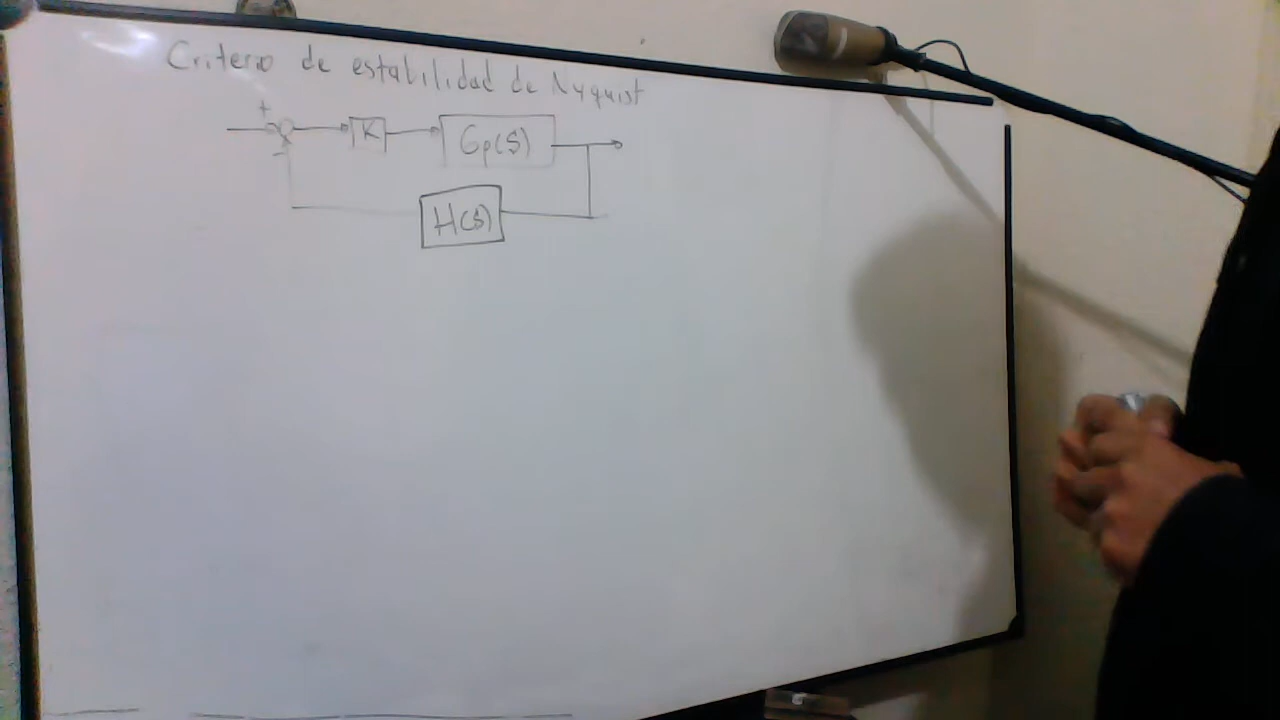 Criterio de estabilidad de Nyquist
+
K
Gp(S)
-
H(S)